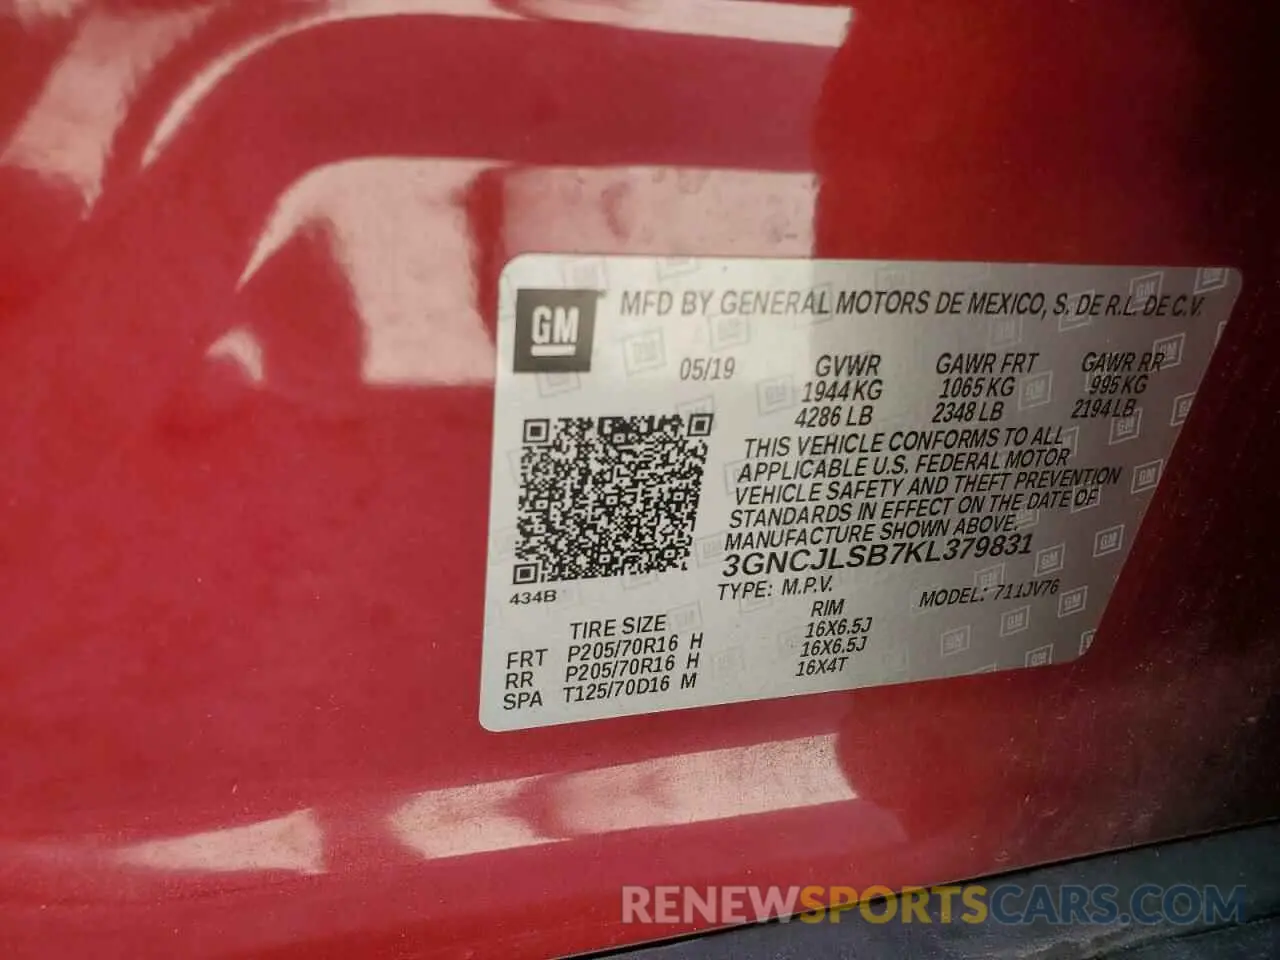 GM MFD BY GENERAL MOTORS DE MEXICO, S. DE R.L. DE C.V.
05/19 GVWR GAWR FRT GAWR RR
1944 KG 1065 KG 995 KG
4286 LB 2348 LB 2194 LB
THIS VEHICLE CONFORMS TO ALL
APPLICABLE U.S. FEDERAL MOTOR
VEHICLE SAFETY AND THEFT PREVENTION
STANDARDS IN EFFECT ON THE DATE OF
MANUFACTURE SHOWN ABOVE.
3GNCJLSB7KL379831
434B
TYPE: M.P.V. MODEL: 711JV76
TIRE SIZE RIM
FRT P205/70R16 H 16X6.5J
RR P205/70R16 H 16X6.5J
SPA T125/70D16 M 16X4T
RENEWSPORTSCARS.COM